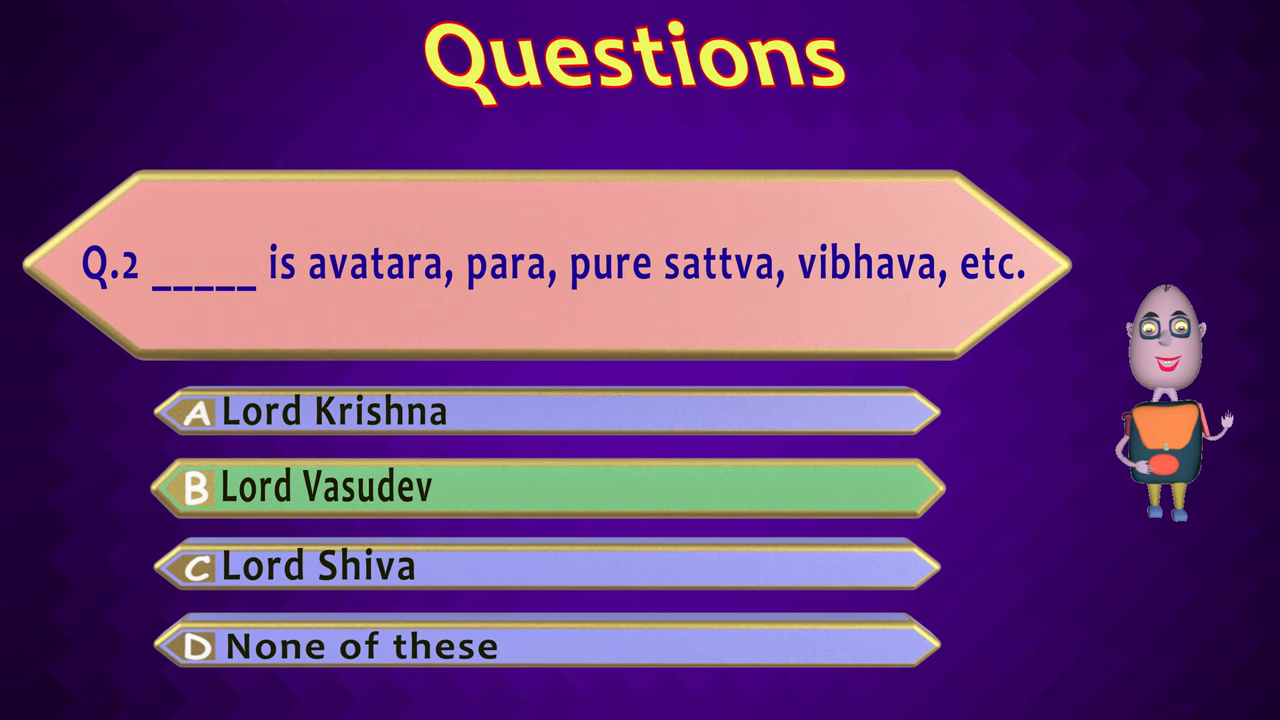 Questions
Q.2 _____ is avatara, para, pure sattva, vibhava, etc.
A Lord Krishna
B Lord Vasudev
C Lord Shiva
D None of these